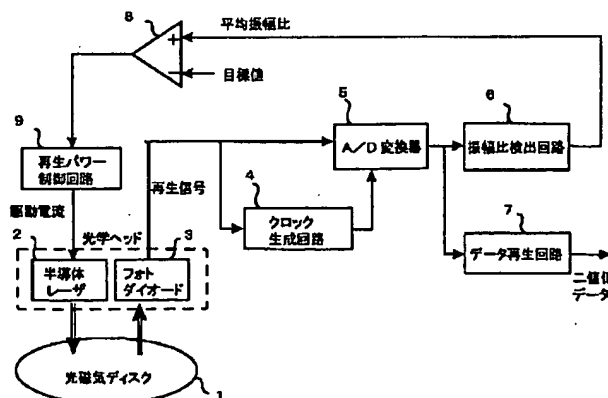 8
平均振幅比
+
−
目標値
9
再生パワー
制御回路
駆動電流
2
光学ヘッド
3
半導体
レーザ
フォト
ダイオード
再生信号
4
クロック
生成回路
5
A/D変換器
6
振幅比検出回路
7
データ再生回路
二値化
データ
光磁気ディスク
1